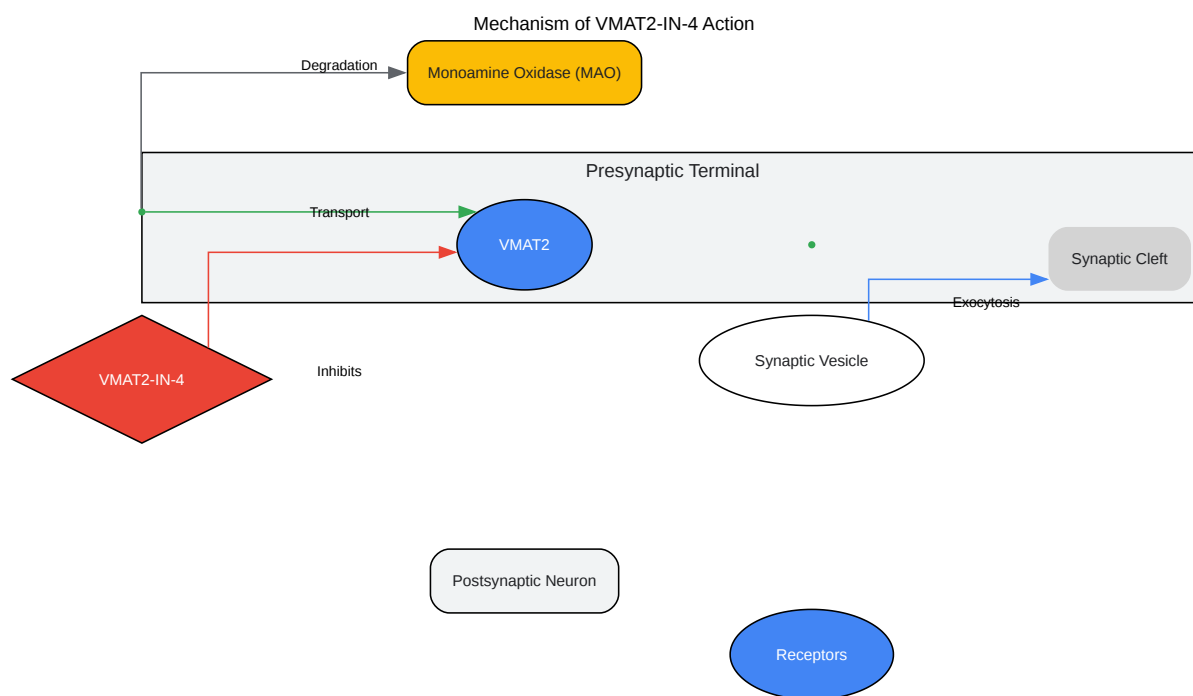 Mechanism of VMAT2-IN-4 Action
Degradation
Monoamine Oxidase (MAO)
Presynaptic Terminal
Transport
VMAT2
Synaptic Cleft
Exocytosis
Synaptic Vesicle
VMAT2-IN-4
Inhibits
Postsynaptic Neuron
Receptors